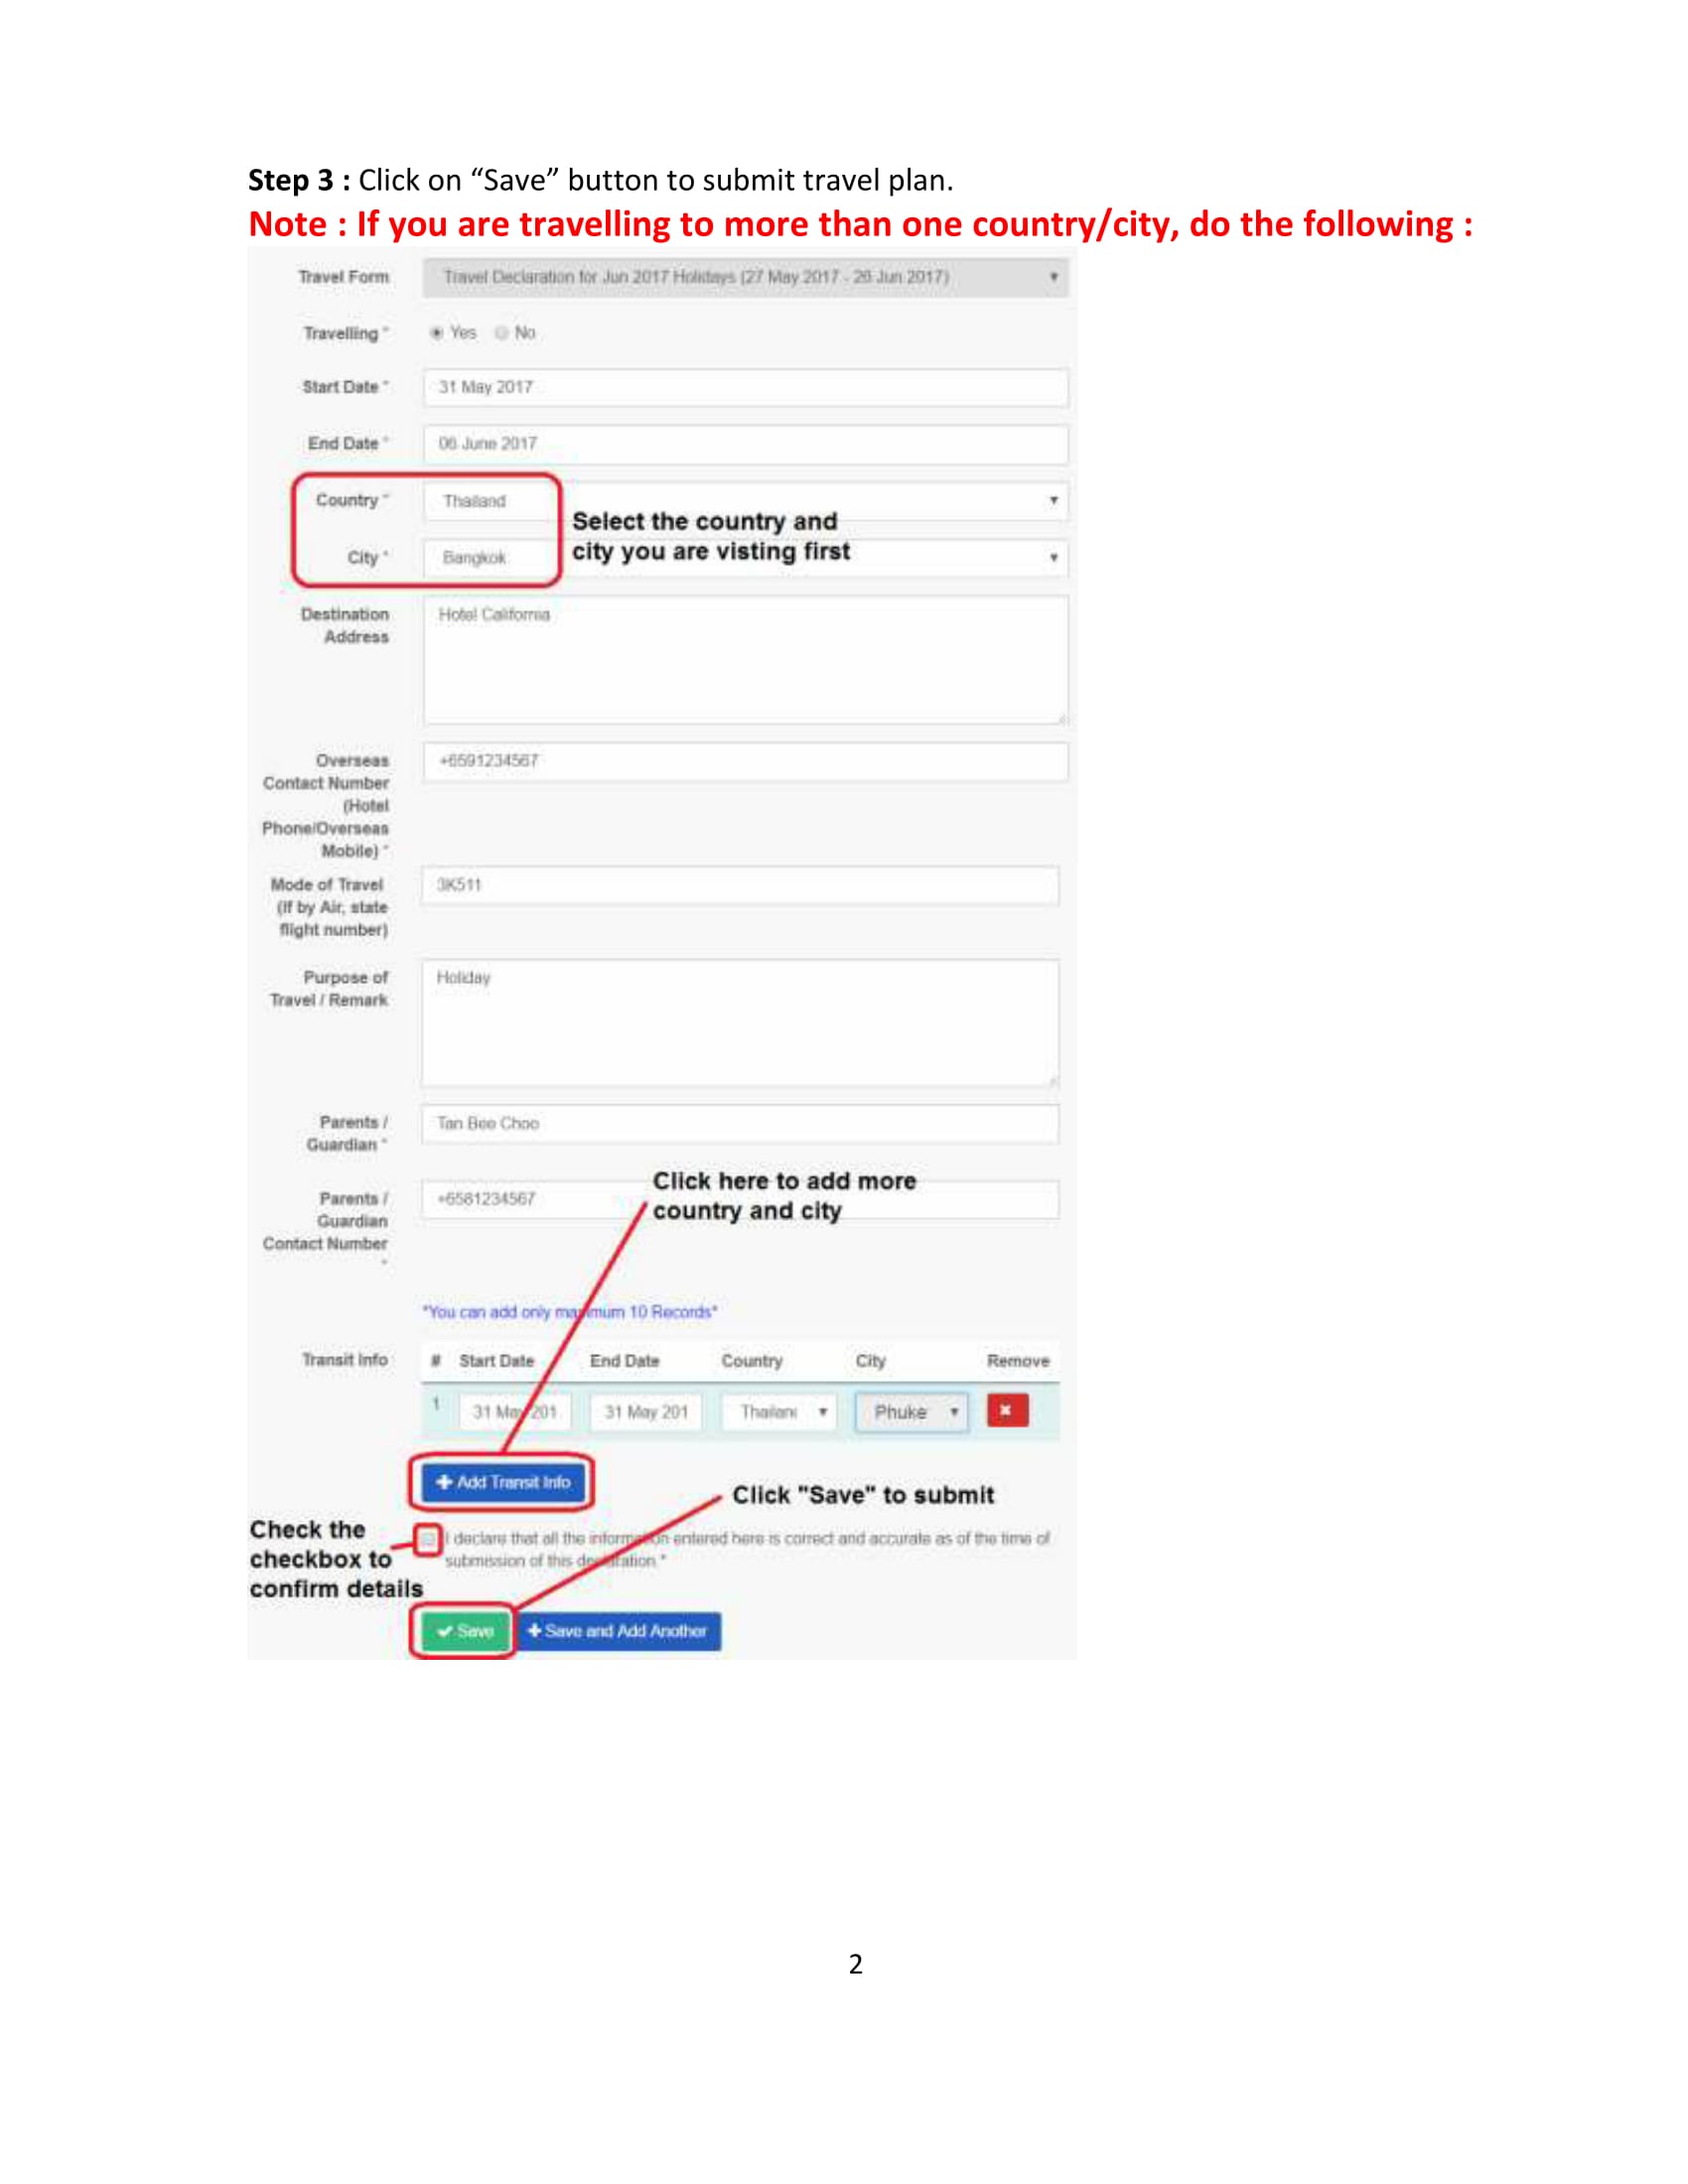 Step 3 : Click on “Save” button to submit travel plan.
Note : If you are travelling to more than one country/city, do the following :
Travel Form Travel Declaration for Jun 2017 Holidays (27 May 2017 - 26 Jun 2017)
Travelling * Yes No
Start Date * 31 May 2017
End Date * 06 June 2017
Country * Thailand
Select the country and
City * Bangkok city you are visting first
Destination Hotel California
Address
Overseas +6591234567
Contact Number
(Hotel
Phone/Overseas
Mobile) *
Mode of Travel 3K511
(If by Air, state
flight number)
Purpose of Holiday
Travel / Remark
Parents / Tan Bee Choo
Guardian *
Click here to add more
Parents / +6581234567
Guardian country and city
Contact Number
*
*You can add only maximum 10 Records*
Transit Info # Start Date End Date Country City Remove
1 31 May 201 31 May 201 Thailan Phuke
+ Add Transit Info
Click "Save" to submit
Check the
checkbox to
confirm details
I declare that all the information entered here is correct and accurate as of the time of
submission of this declaration *
Save + Save and Add Another
2